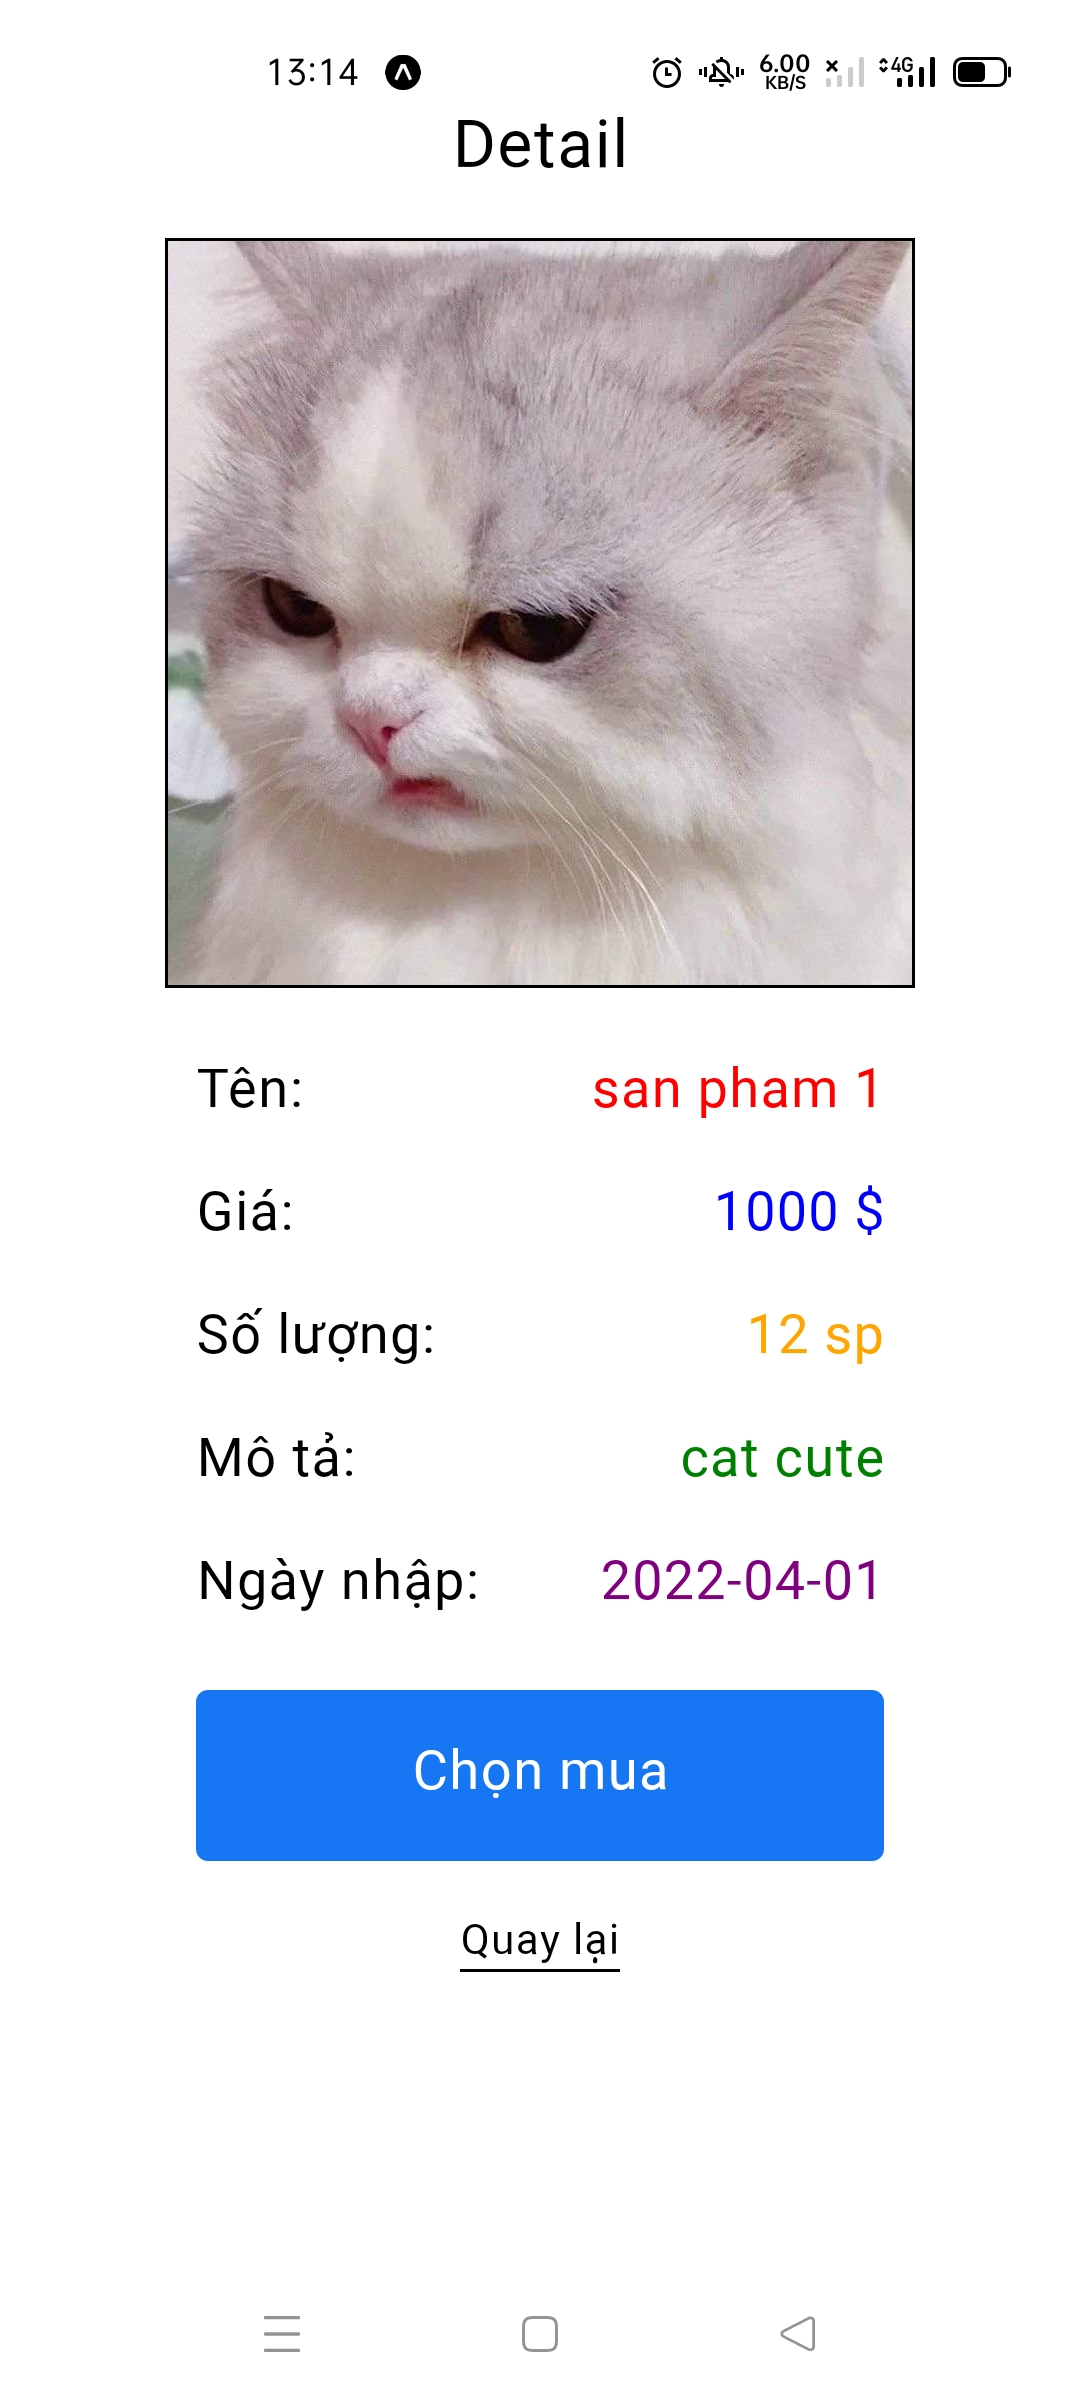 13:14 6.00 KB/S 4G
Detail
Tên: san pham 1
Giá: 1000 $
Số lượng: 12 sp
Mô tả: cat cute
Ngày nhập: 2022-04-01
Chọn mua
Quay lại